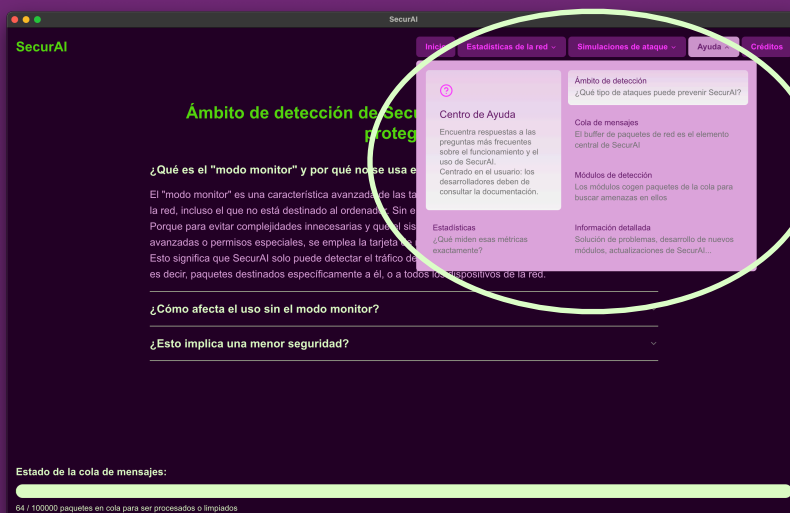 SecurAI
SecurAI
Inicio
Estadísticas de la red
Simulaciones de ataque
Ayuda
Créditos
Ámbito de detección de Secu
proteg
Centro de Ayuda
Encuentra respuestas a las
preguntas más frecuentes
sobre el funcionamiento y el
uso de SecurAI.
Centrado en el usuario: los
desarrolladores deben de
consultar la documentación.
Ámbito de detección
¿Qué tipo de ataques puede prevenir SecurAI?
Cola de mensajes
El buffer de paquetes de red es el elemento
central de SecurAI
Módulos de detección
Los módulos cogen paquetes de la cola para
buscar amenazas en ellos
Estadísticas
¿Qué miden esas métricas
exactamente?
Información detallada
Solución de problemas, desarrollo de nuevos
módulos, actualizaciones de SecurAI...
¿Qué es el "modo monitor" y por qué no se usa e
El "modo monitor" es una característica avanzada de las ta
la red, incluso el que no está destinado al ordenador. Sin e
Porque para evitar complejidades innecesarias y que el sis
avanzadas o permisos especiales, se emplea la tarjeta de
Esto significa que SecurAI solo puede detectar el tráfico de
es decir, paquetes destinados específicamente a él, o a todos los dispositivos de la red.
¿Cómo afecta el uso sin el modo monitor?
¿Esto implica una menor seguridad?
Estado de la cola de mensajes:
64 / 100000 paquetes en cola para ser procesados o limpiados